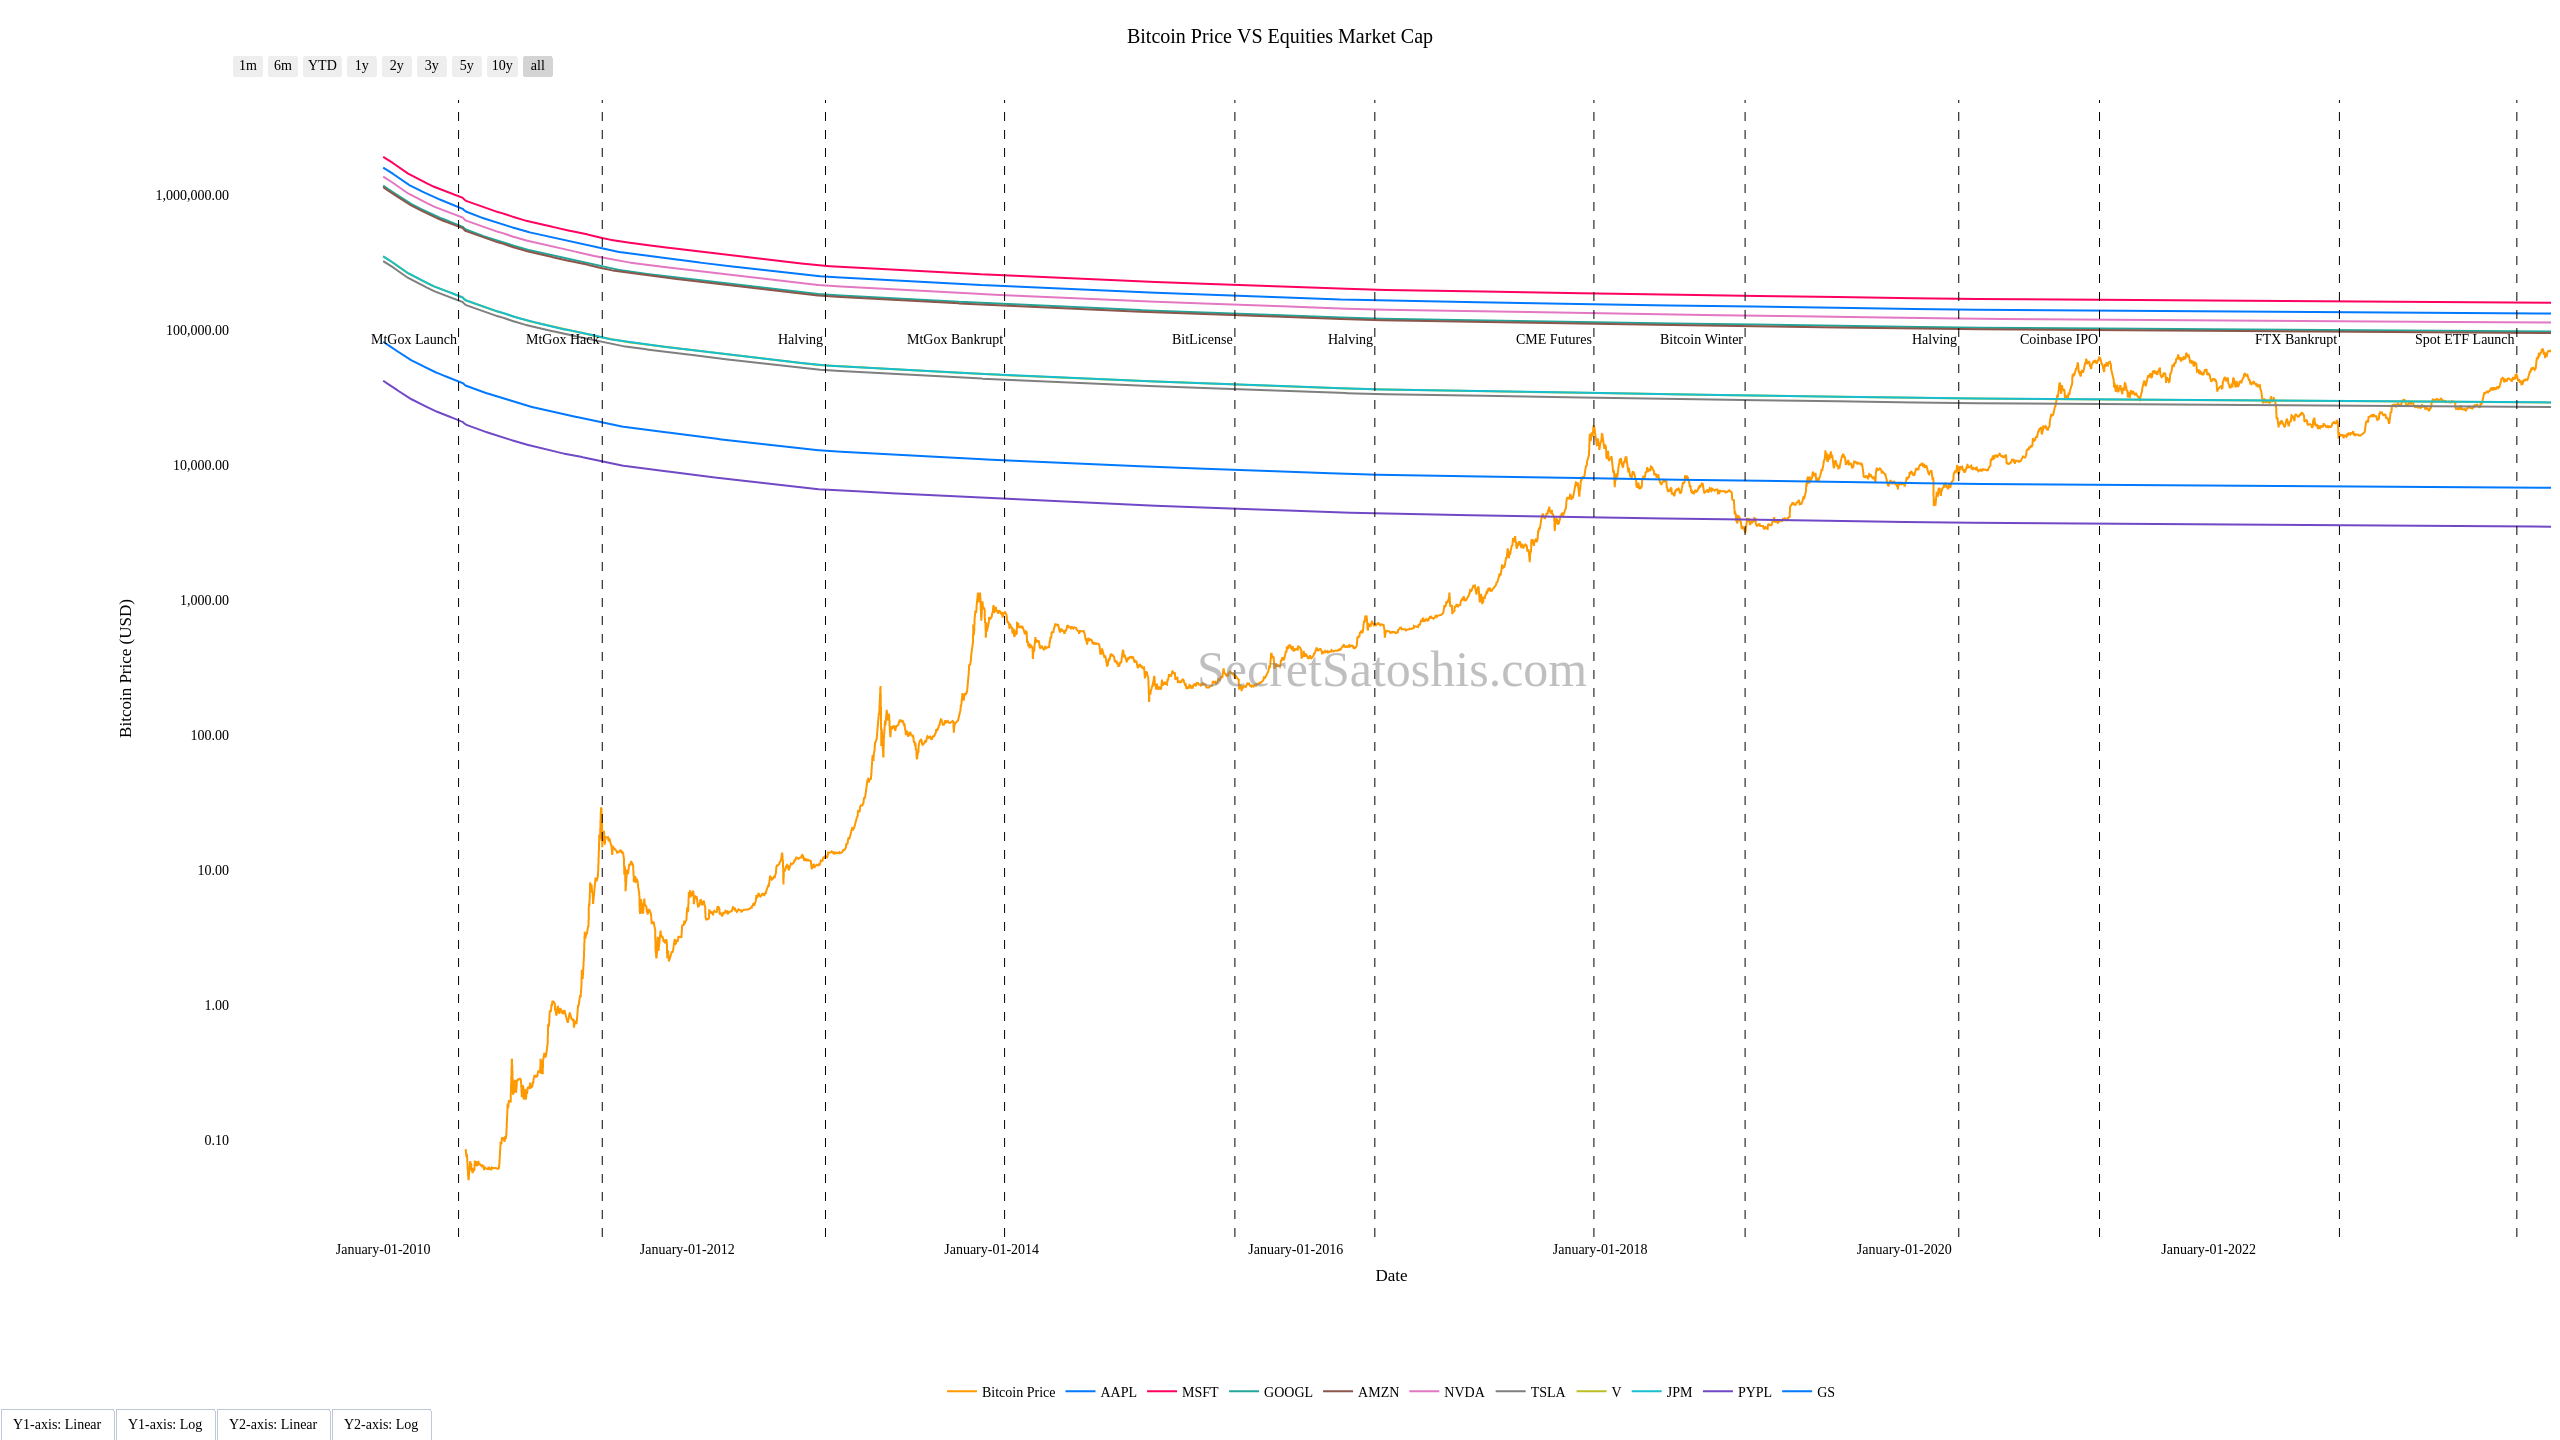 Bitcoin Price VS Equities Market Cap
1m 6m YTD 1y 2y 3y 5y 10y all
1,000,000.00
100,000.00
MtGox Launch MtGox Hack Halving MtGox Bankrupt BitLicense Halving CME Futures Bitcoin Winter Halving Coinbase IPO FTX Bankrupt Spot ETF Launch
10,000.00
1,000.00
Bitcoin Price (USD)
SecretSatoshis.com
100.00
10.00
1.00
0.10
January-01-2010 January-01-2012 January-01-2014 January-01-2016 January-01-2018 January-01-2020 January-01-2022
Date
Bitcoin Price AAPL MSFT GOOGL AMZN NVDA TSLA V JPM PYPL GS
Y1-axis: Linear Y1-axis: Log Y2-axis: Linear Y2-axis: Log